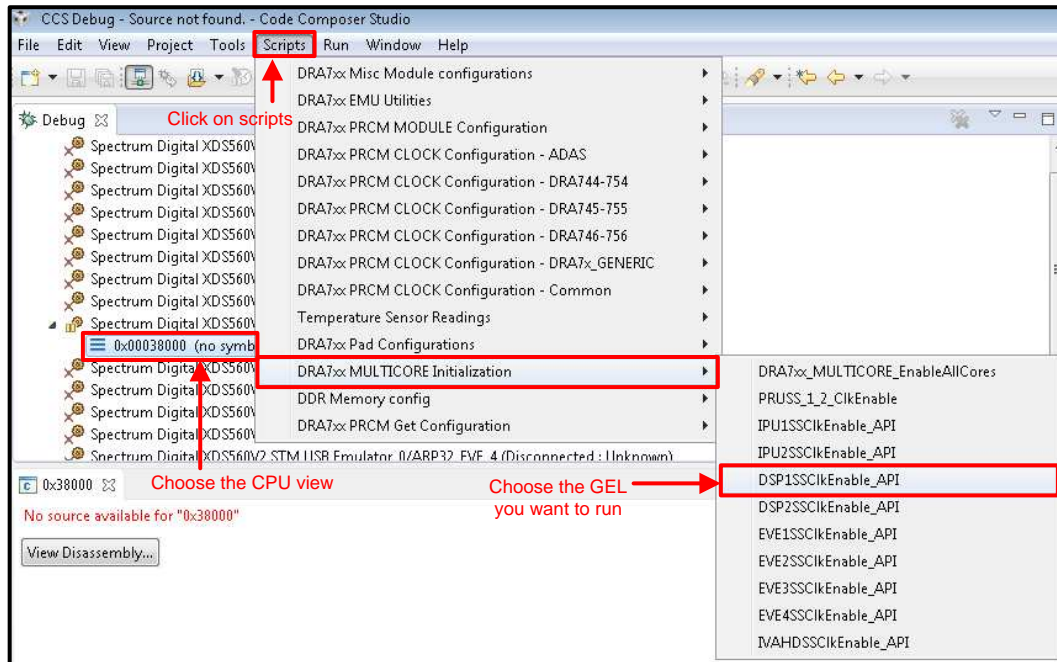 CCS Debug - Source not found. - Code Composer Studio
File Edit View Project Tools Scripts Run Window Help
Click on scripts
Debug
Spectrum Digital XDS560V
Spectrum Digital XDS560V
Spectrum Digital XDS560V
Spectrum Digital XDS560V
Spectrum Digital XDS560V
Spectrum Digital XDS560V
Spectrum Digital XDS560V
Spectrum Digital XDS560V
Spectrum Digital XDS560V
0x00038000 (no symb
Spectrum Digital XDS560V
Spectrum Digital XDS560V
Spectrum Digital XDS560V
Spectrum Digital XDS560V
Spectrum Digital XDS560V2 STM USB Emulator_0/ARP32_EVE_4 (Disconnected : Unknown)
DRA7xx Misc Module configurations
DRA7xx EMU Utilities
DRA7xx PRCM MODULE Configuration
DRA7xx PRCM CLOCK Configuration - ADAS
DRA7xx PRCM CLOCK Configuration - DRA744-754
DRA7xx PRCM CLOCK Configuration - DRA745-755
DRA7xx PRCM CLOCK Configuration - DRA746-756
DRA7xx PRCM CLOCK Configuration - DRA7x_GENERIC
DRA7xx PRCM CLOCK Configuration - Common
Temperature Sensor Readings
DRA7xx Pad Configurations
DRA7xx MULTICORE Initialization
DDR Memory config
DRA7xx PRCM Get Configuration
DRA7xx_MULTICORE_EnableAllCores
PRUSS_1_2_ClkEnable
IPU1SSClkEnable_API
IPU2SSClkEnable_API
DSP1SSClkEnable_API
DSP2SSClkEnable_API
EVE1SSClkEnable_API
EVE2SSClkEnable_API
EVE3SSClkEnable_API
EVE4SSClkEnable_API
IVAHDSSClkEnable_API
0x38000
Choose the CPU view
Choose the GEL
you want to run
No source available for "0x38000"
View Disassembly...